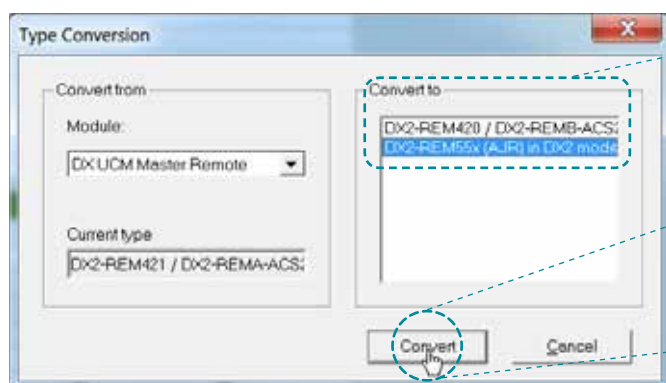 Type Conversion
Convert from
Module:
DX UCM Master Remote
Current type
DX2-REM421 / DX2-REMA-ACS2
Convert to
DX2-REM420 / DX2-REMB-ACS2
DX2-REM55x (AJR) in DX2 mode
Convert
Cancel